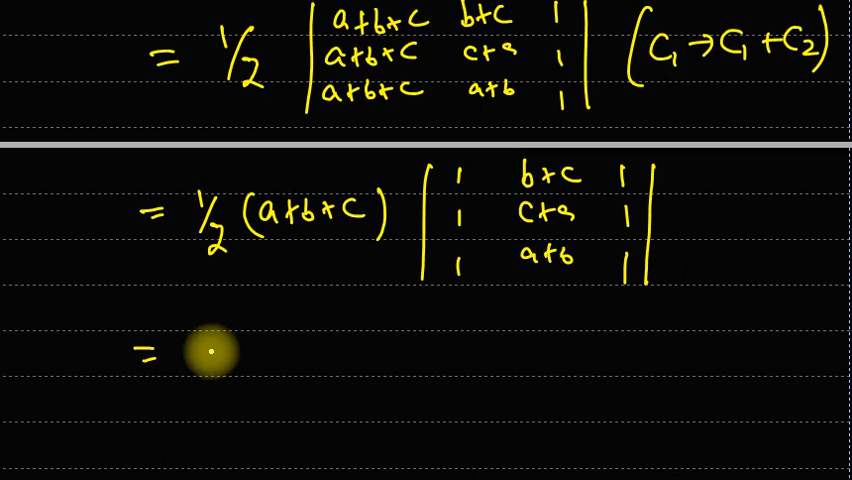 = 1/2 | a+b+c b+c 1 | (C₁→C₁+C₂)
| a+b+c c+a 1 |
| a+b+c a+b 1 |
= 1/2 (a+b+c) | 1 b+c 1 |
| 1 c+a 1 |
| 1 a+b 1 |
=